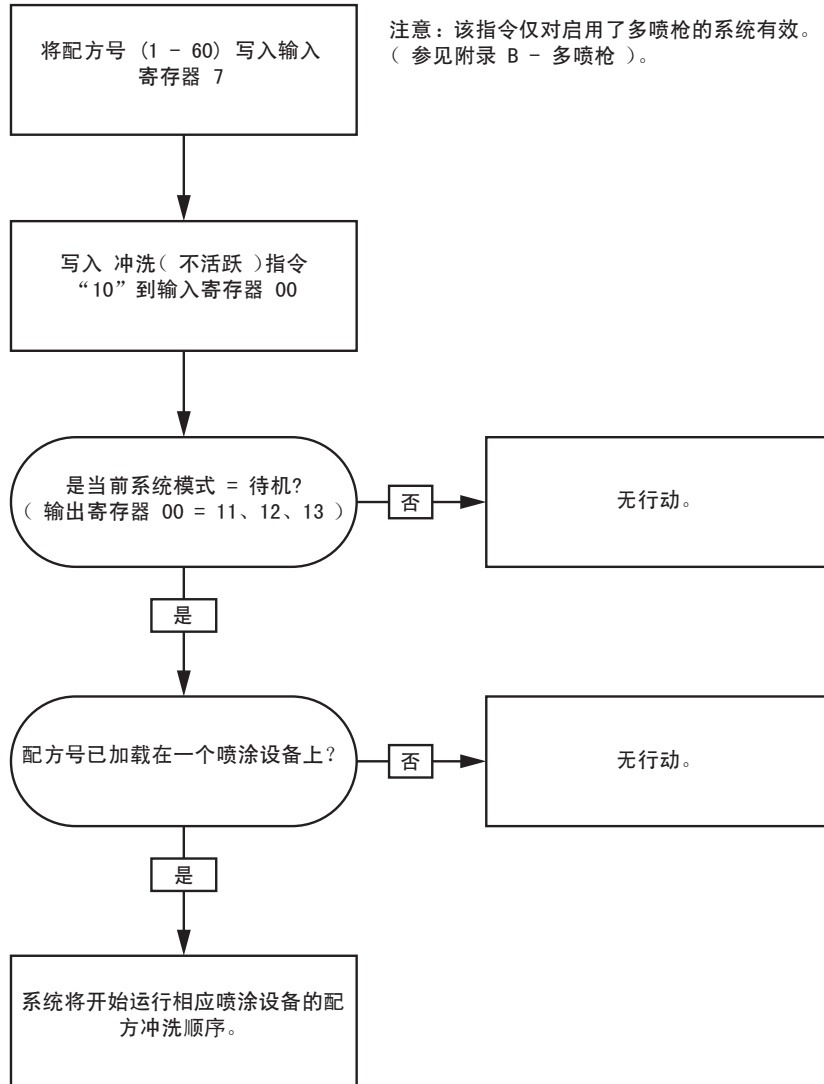 将配方号 (1 - 60) 写入输入
寄存器 7
注意：该指令仅对启用了多喷枪的系统有效。
( 参见附录 B - 多喷枪 )。
写入 冲洗( 不活跃 )指令
“10”到输入寄存器 00
是当前系统模式 = 待机?
( 输出寄存器 00 = 11、12、13 )
否
无行动。
是
配方号已加载在一个喷涂设备上？
否
无行动。
是
系统将开始运行相应喷涂设备的配
方冲洗顺序。